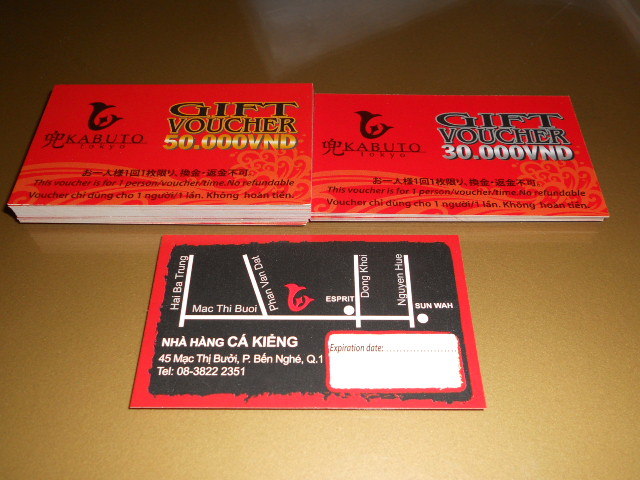 兜KABUTO
tokyo
GIFT
VOUCHER
50.000VND
お一人様1回1枚限り、換金・返金不可。
This voucher is for 1 person/voucher/time.No refundable
Voucher chỉ dùng cho 1 người/1 lần. Không hoàn tiền.
兜KABUTO
tokyo
GIFT
VOUCHER
30.000VND
お一人様1回1枚限り、換金・返金不可。
This voucher is for 1 person/voucher/time.No refundable
Voucher chỉ dùng cho 1 người/1 lần. Không hoàn tiền.
Hai Ba Trung
Mac Thi Buoi
Phan Van Dat
ESPRIT
Dong Khoi
Nguyen Hue
SUN WAH
NHÀ HÀNG CÁ KIỂNG
45 Mạc Thị Bưởi, P. Bến Nghé, Q.1
Tel: 08-3822 2351
Expiration date: ........................